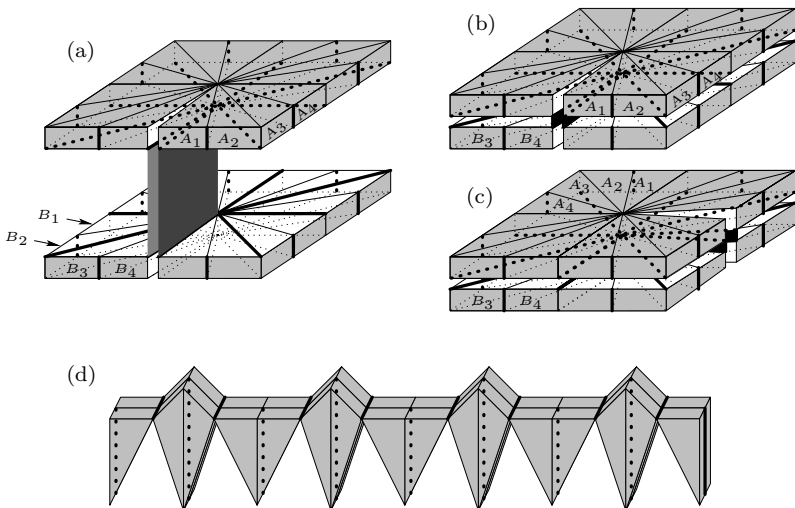 (a)
A₁ A₂ A₃ A₄
B₁
B₂
B₃ B₄
(b)
A₁ A₂ A₃ A₄
B₃ B₄
(c)
A₃ A₂ A₁
A₄
B₃ B₄
(d)